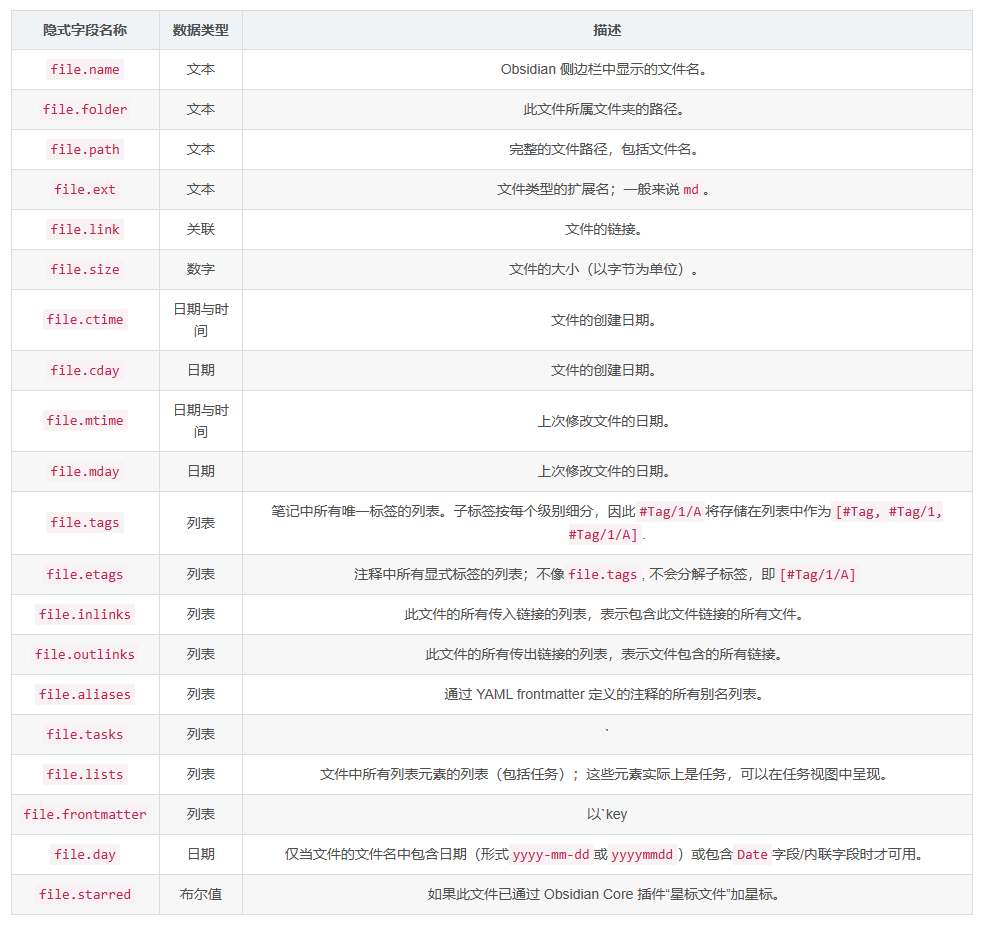 隐式字段名称 数据类型 描述
file.name 文本 Obsidian 侧边栏中显示的文件名。
file.folder 文本 此文件所属文件夹的路径。
file.path 文本 完整的文件路径，包括文件名。
file.ext 文本 文件类型的扩展名；一般来说 md 。
file.link 关联 文件的链接。
file.size 数字 文件的大小（以字节为单位）。
file.ctime 日期与时
间 文件的创建日期。
file.cday 日期 文件的创建日期。
file.mtime 日期与时
间 上次修改文件的日期。
file.mday 日期 上次修改文件的日期。
file.tags 列表 笔记中所有唯一标签的列表。子标签按每个级别细分，因此 #Tag/1/A 将存储在列表中作为 [#Tag, #Tag/1,
#Tag/1/A] .
file.etags 列表 注释中所有显式标签的列表；不像 file.tags , 不会分解子标签，即 [#Tag/1/A]
file.inlinks 列表 此文件的所有传入链接的列表，表示包含此文件链接的所有文件。
file.outlinks 列表 此文件的所有传出链接的列表，表示文件包含的所有链接。
file.aliases 列表 通过 YAML frontmatter 定义的注释的所有别名列表。
file.tasks 列表 `
file.lists 列表 文件中所有列表元素的列表（包括任务）；这些元素实际上是任务，可以在任务视图中呈现。
file.frontmatter 列表 以`key
file.day 日期 仅当文件的文件名中包含日期（形式 yyyy-mm-dd 或 yyyymmdd ）或包含 Date 字段/内联字段时才可用。
file.starred 布尔值 如果此文件已通过 Obsidian Core 插件“星标文件”加星标。